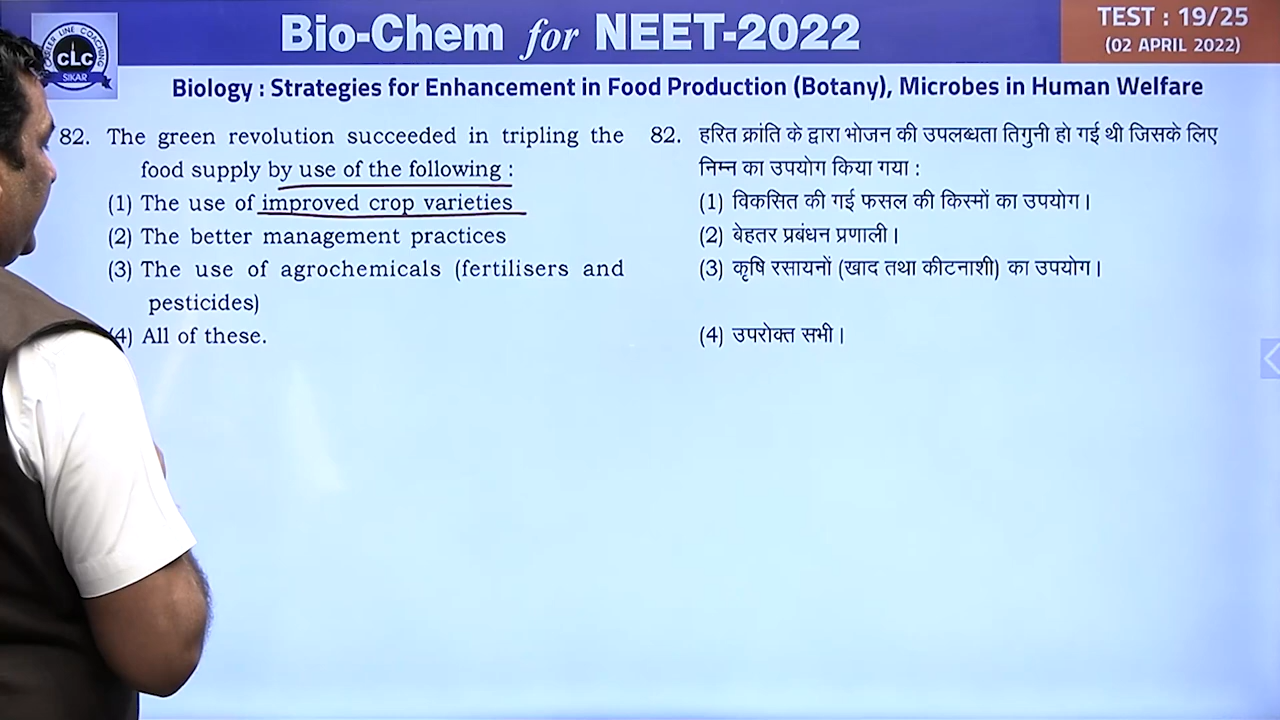 Bio-Chem for NEET-2022
TEST : 19/25
(02 APRIL 2022)
CLC
SIKAR
Biology : Strategies for Enhancement in Food Production (Botany), Microbes in Human Welfare
82. The green revolution succeeded in tripling the
food supply by use of the following :
(1) The use of improved crop varieties
(2) The better management practices
(3) The use of agrochemicals (fertilisers and
pesticides)
(4) All of these.
82. हरित क्रांति के द्वारा भोजन की उपलब्धता तिगुनी हो गई थी जिसके लिए
निम्न का उपयोग किया गया :
(1) विकसित की गई फसल की किस्मों का उपयोग।
(2) बेहतर प्रबंधन प्रणाली।
(3) कृषि रसायनों (खाद तथा कीटनाशी) का उपयोग।
(4) उपरोक्त सभी।